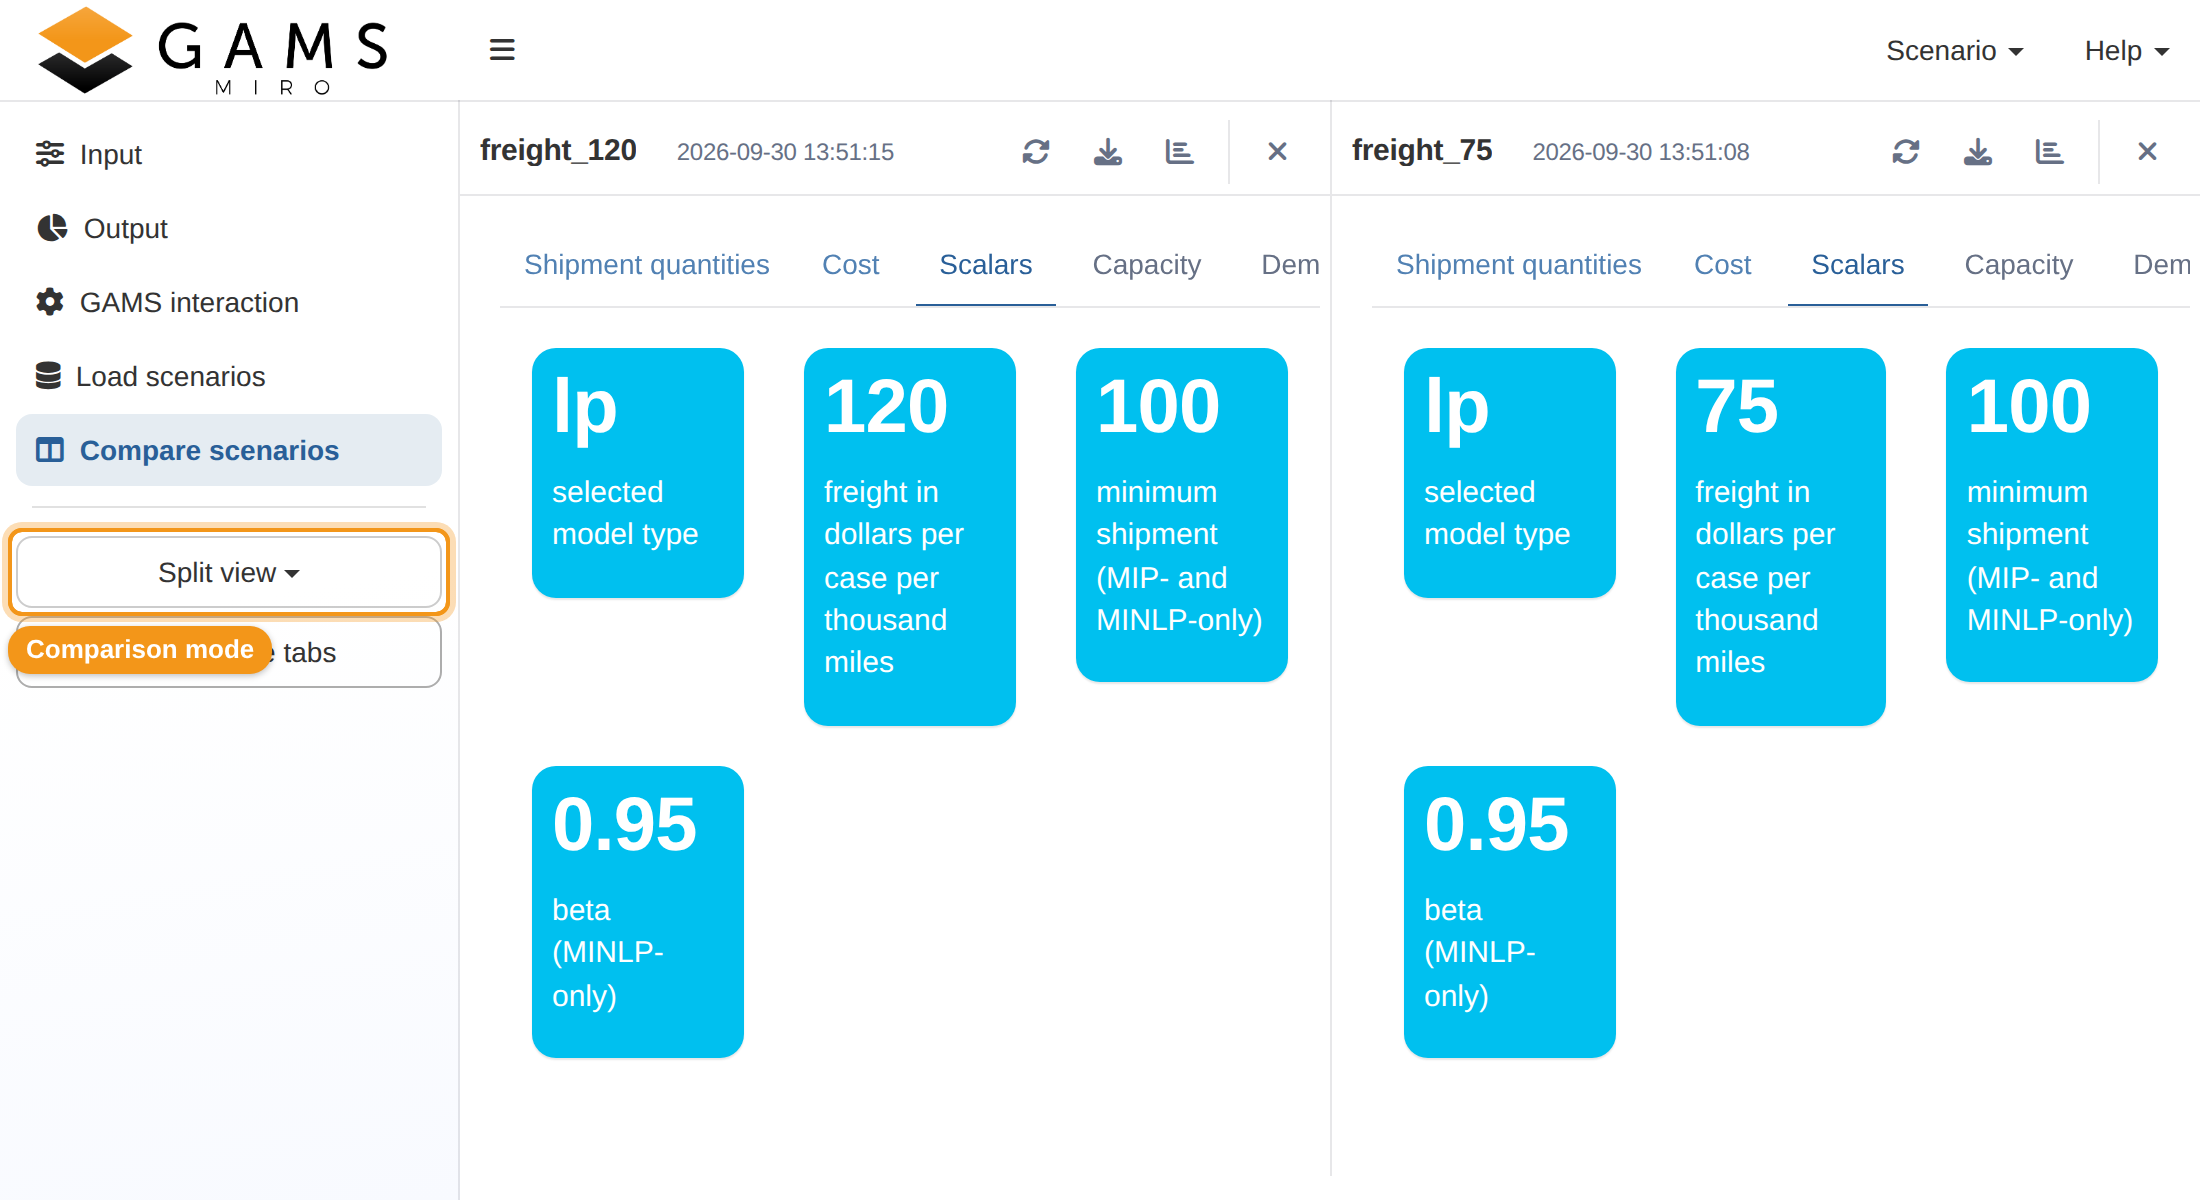 GAMS
MIRO
Scenario
Help
Input
Output
GAMS interaction
Load scenarios
Compare scenarios
Split view
Comparison mode
tabs
freight_120
2026-09-30 13:51:15
Shipment quantities
Cost
Scalars
Capacity
Dem
lp
selected
model type
120
freight in
dollars per
case per
thousand
miles
100
minimum
shipment
(MIP- and
MINLP-only)
0.95
beta
(MINLP-
only)
freight_75
2026-09-30 13:51:08
Shipment quantities
Cost
Scalars
Capacity
Dem
lp
selected
model type
75
freight in
dollars per
case per
thousand
miles
100
minimum
shipment
(MIP- and
MINLP-only)
0.95
beta
(MINLP-
only)